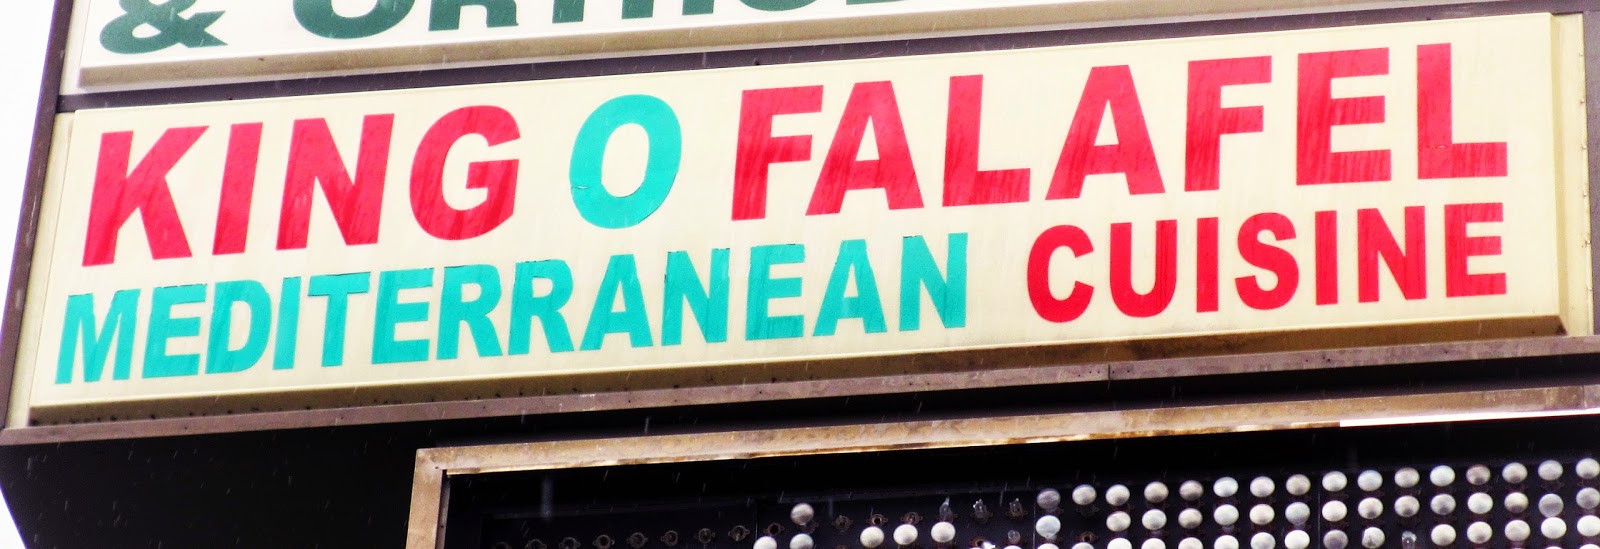 &
KING O FALAFEL
MEDITERRANEAN CUISINE